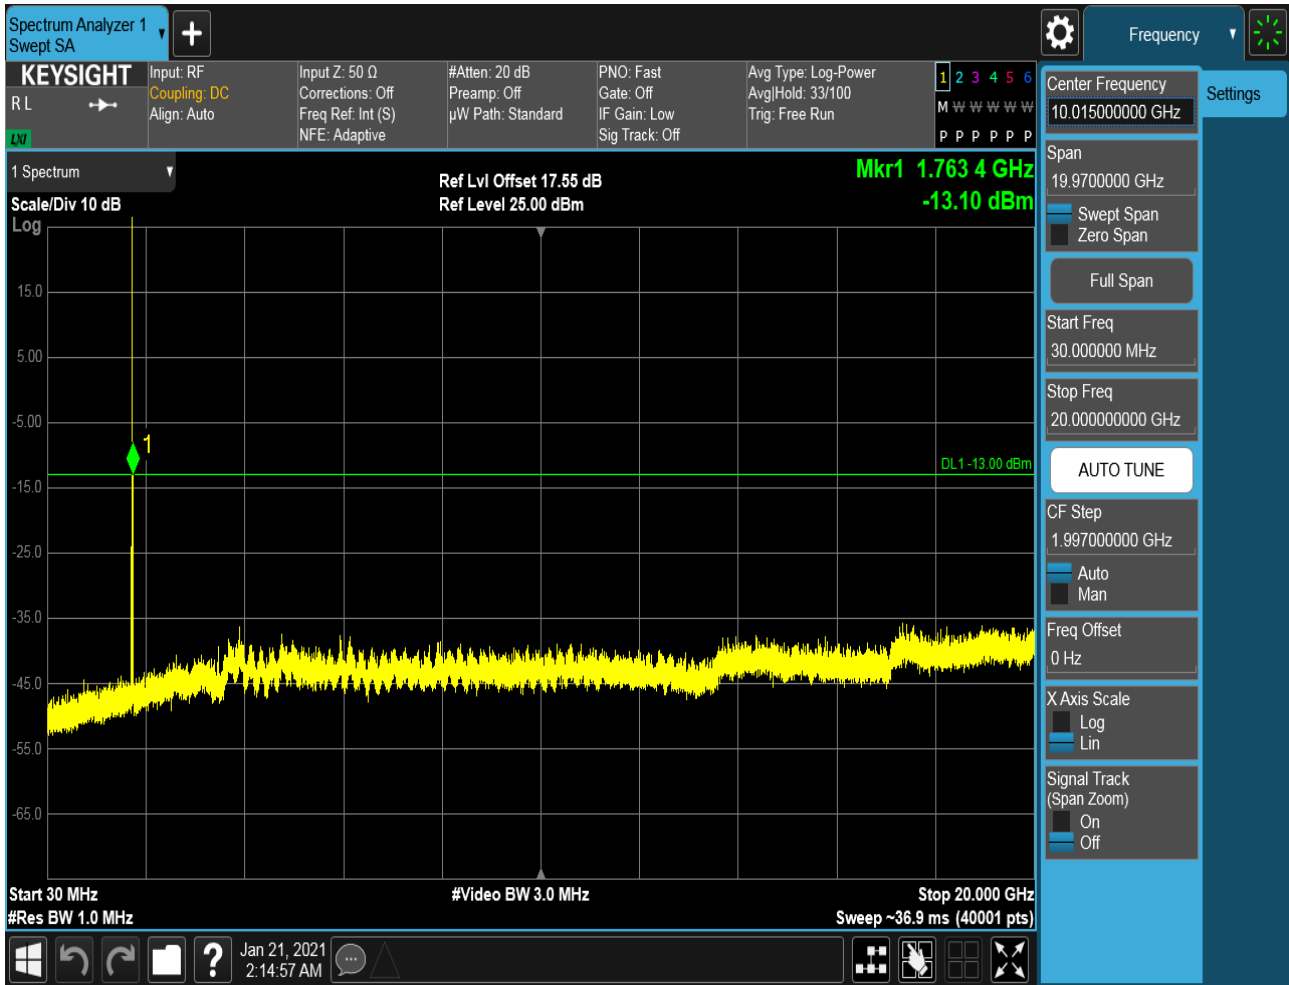 Spectrum Analyzer 1
Swept SA
Frequency
KEYSIGHT
R L
LXI
Input: RF
Coupling: DC
Align: Auto
Input Z: 50 Ω
Corrections: Off
Freq Ref: Int (S)
NFE: Adaptive
#Atten: 20 dB
Preamp: Off
µW Path: Standard
PNO: Fast
Gate: Off
IF Gain: Low
Sig Track: Off
Avg Type: Log-Power
Avg|Hold: 33/100
Trig: Free Run
1 2 3 4 5 6
M W W W W W
P P P P P P
1 Spectrum
Scale/Div 10 dB
Log
Ref Lvl Offset 17.55 dB
Ref Level 25.00 dBm
Mkr1 1.763 4 GHz
-13.10 dBm
15.0
5.00
-5.00
1
DL1 -13.00 dBm
-15.0
-25.0
-35.0
-45.0
-55.0
-65.0
Start 30 MHz
#Res BW 1.0 MHz
#Video BW 3.0 MHz
Stop 20.000 GHz
Sweep ~36.9 ms (40001 pts)
?
Jan 21, 2021
2:14:57 AM
Center Frequency
10.015000000 GHz
Settings
Span
19.9700000 GHz
Swept Span
Zero Span
Full Span
Start Freq
30.000000 MHz
Stop Freq
20.000000000 GHz
AUTO TUNE
CF Step
1.997000000 GHz
Auto
Man
Freq Offset
0 Hz
X Axis Scale
Log
Lin
Signal Track
(Span Zoom)
On
Off